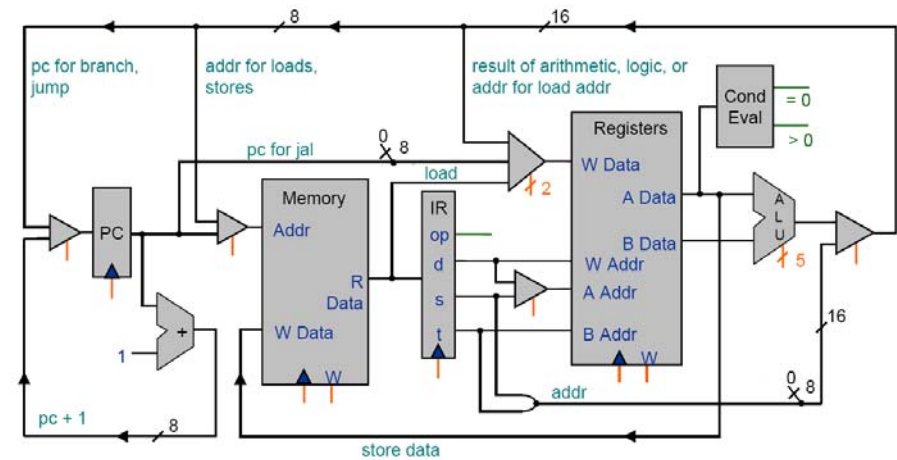 8
16
pc for branch,
jump
addr for loads,
stores
result of arithmetic, logic, or
addr for load addr
Cond
Eval
= 0
> 0
Registers
0
8
pc for jal
load
W Data
2
A Data
A
L
U
Memory
IR
PC
Addr
op
B Data
5
R
Data
d
W Addr
s
A Addr
W Data
t
B Addr
16
+
1
W
W
addr
0
8
pc + 1
8
store data